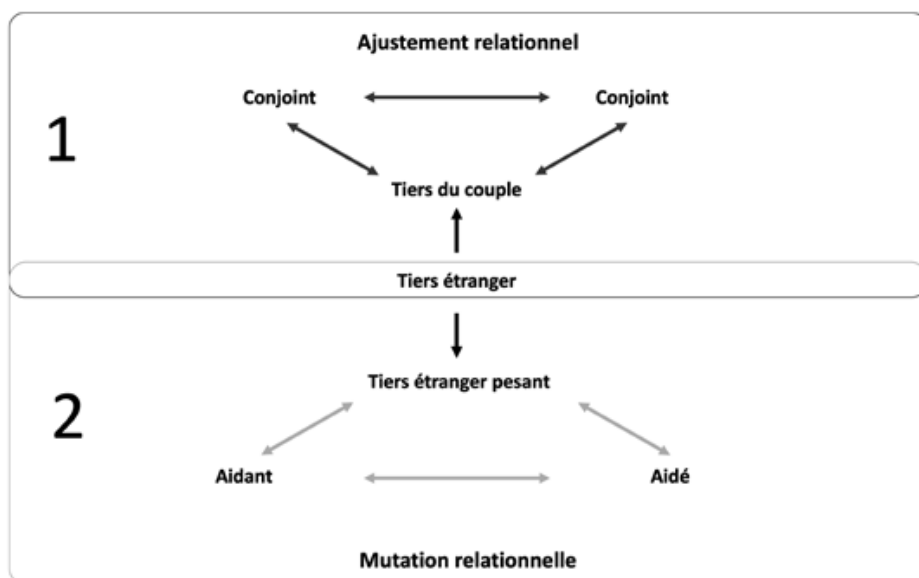 Ajustement relationnel
Conjoint Conjoint
1
Tiers du couple
Tiers étranger
Tiers étranger pesant
2
Aidant Aidé
Mutation relationnelle